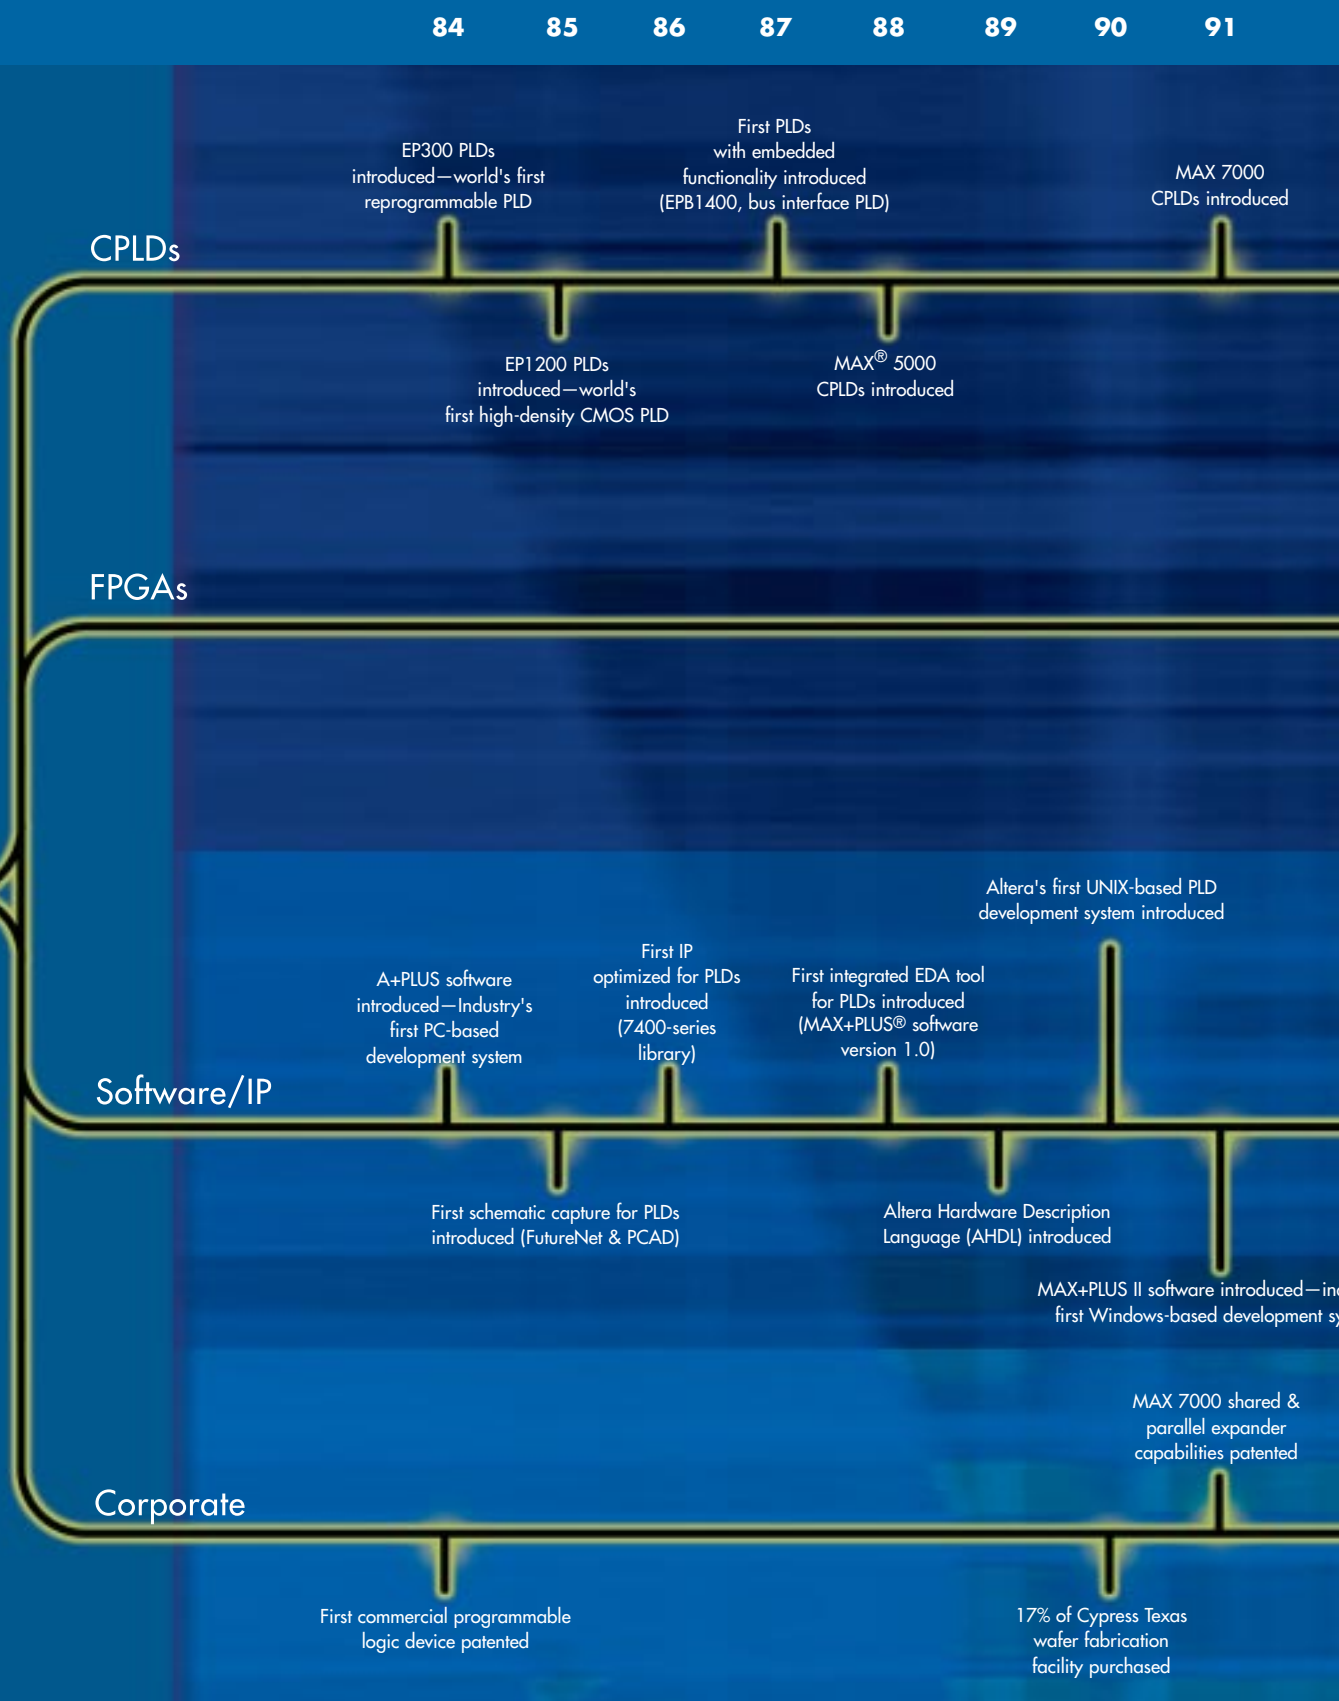 84 85 86 87 88 89 90 91
EP300 PLDs
introduced—world's first
reprogrammable PLD
First PLDs
with embedded
functionality introduced
(EPB1400, bus interface PLD)
MAX 7000
CPLDs introduced
CPLDs
EP1200 PLDs
introduced—world's
first high-density CMOS PLD
MAX® 5000
CPLDs introduced
FPGAs
Altera's first UNIX-based PLD
development system introduced
A+PLUS software
introduced—Industry's
first PC-based
development system
First IP
optimized for PLDs
introduced
(7400-series
library)
First integrated EDA tool
for PLDs introduced
(MAX+PLUS® software
version 1.0)
Software/IP
First schematic capture for PLDs
introduced (FutureNet & PCAD)
Altera Hardware Description
Language (AHDL) introduced
MAX+PLUS II software introduced—
first Windows-based development
MAX 7000 shared &
parallel expander
capabilities patented
Corporate
First commercial programmable
logic device patented
17% of Cypress Texas
wafer fabrication
facility purchased